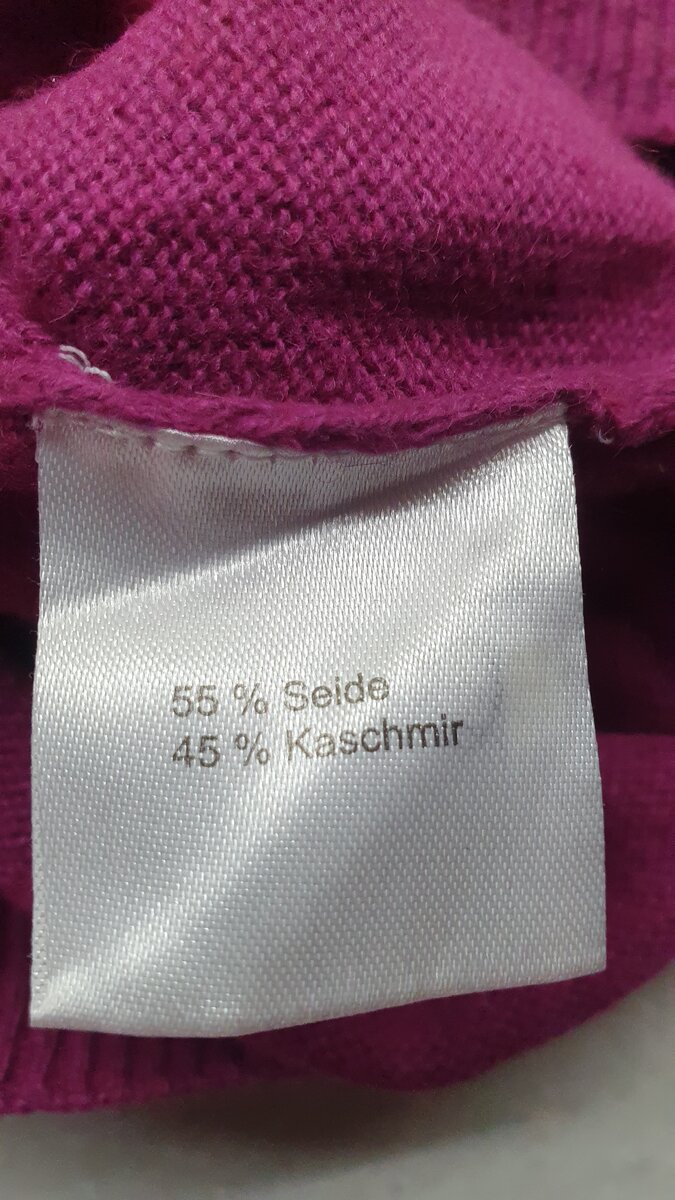 55 % Seide
45 % Kaschmir